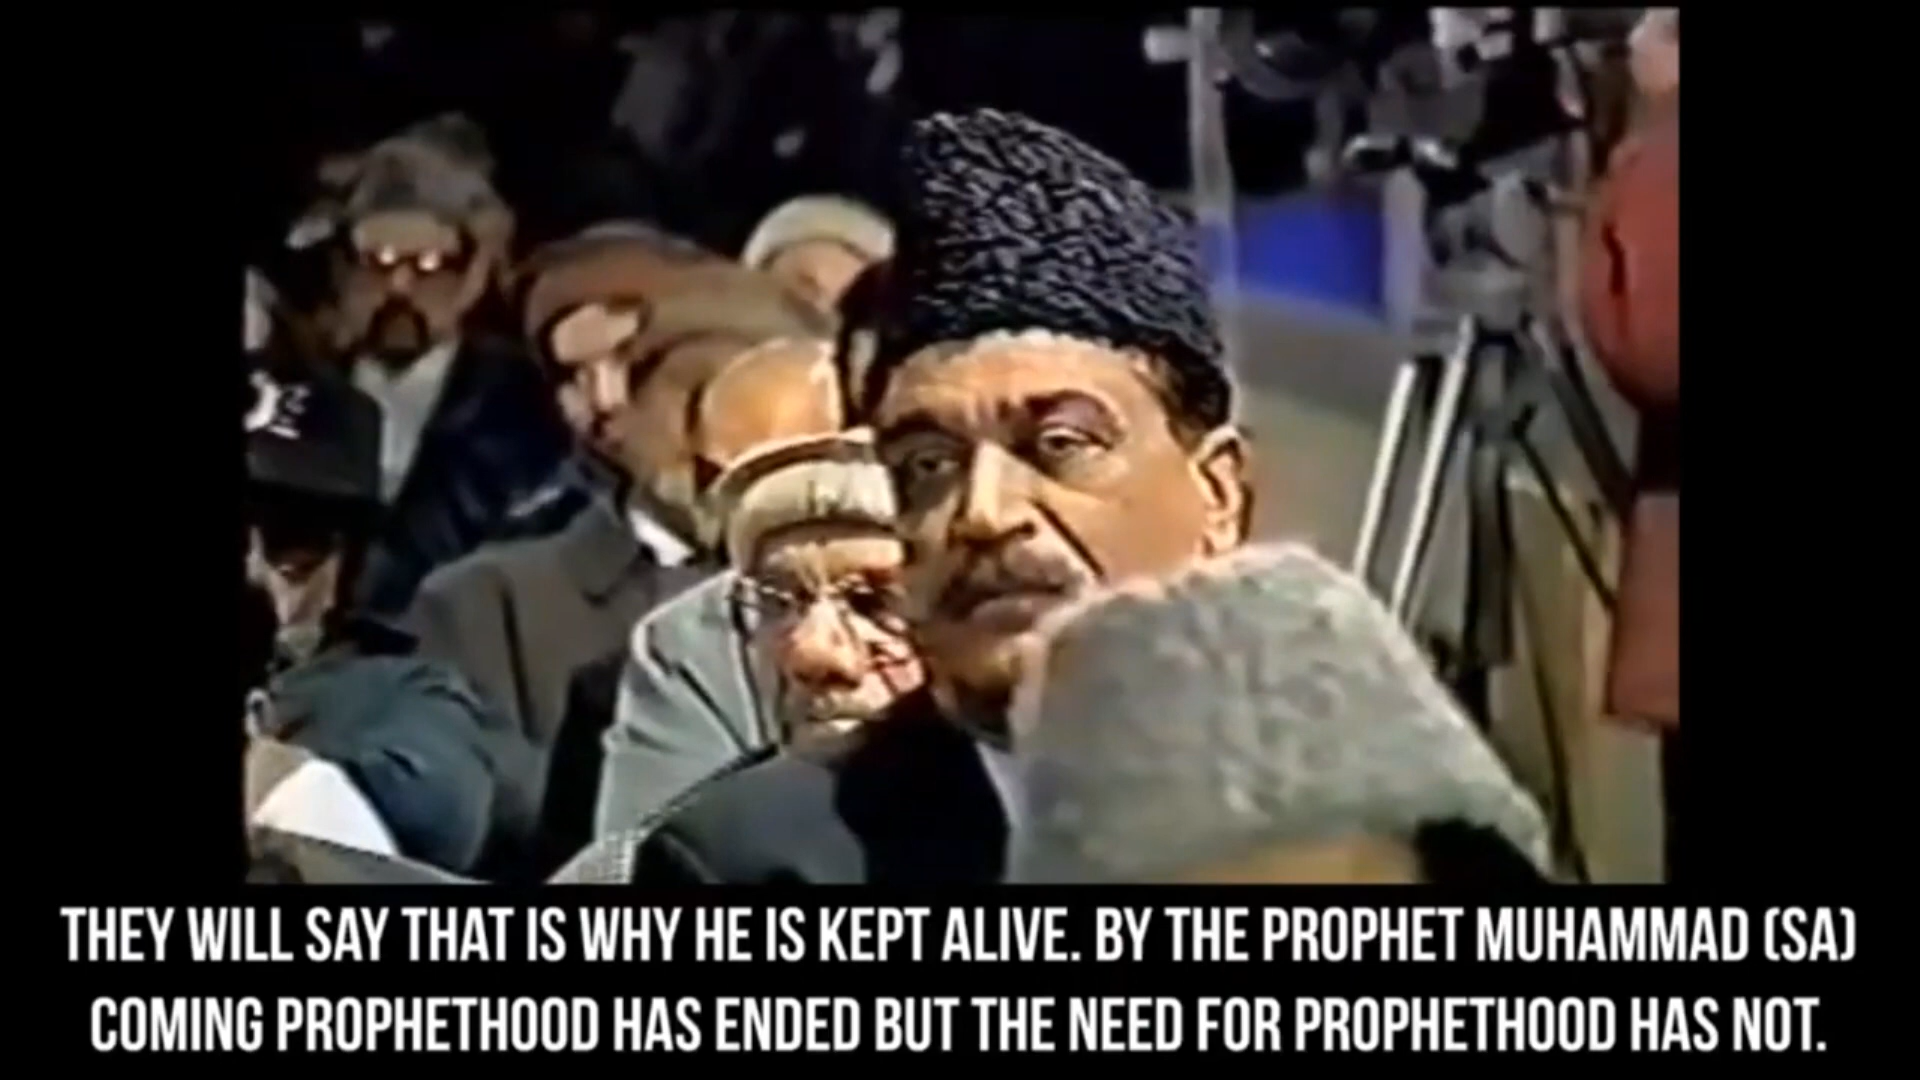 THEY WILL SAY THAT IS WHY HE IS KEPT ALIVE. BY THE PROPHET MUHAMMAD (SA)
COMING PROPHETHOOD HAS ENDED BUT THE NEED FOR PROPHETHOOD HAS NOT.